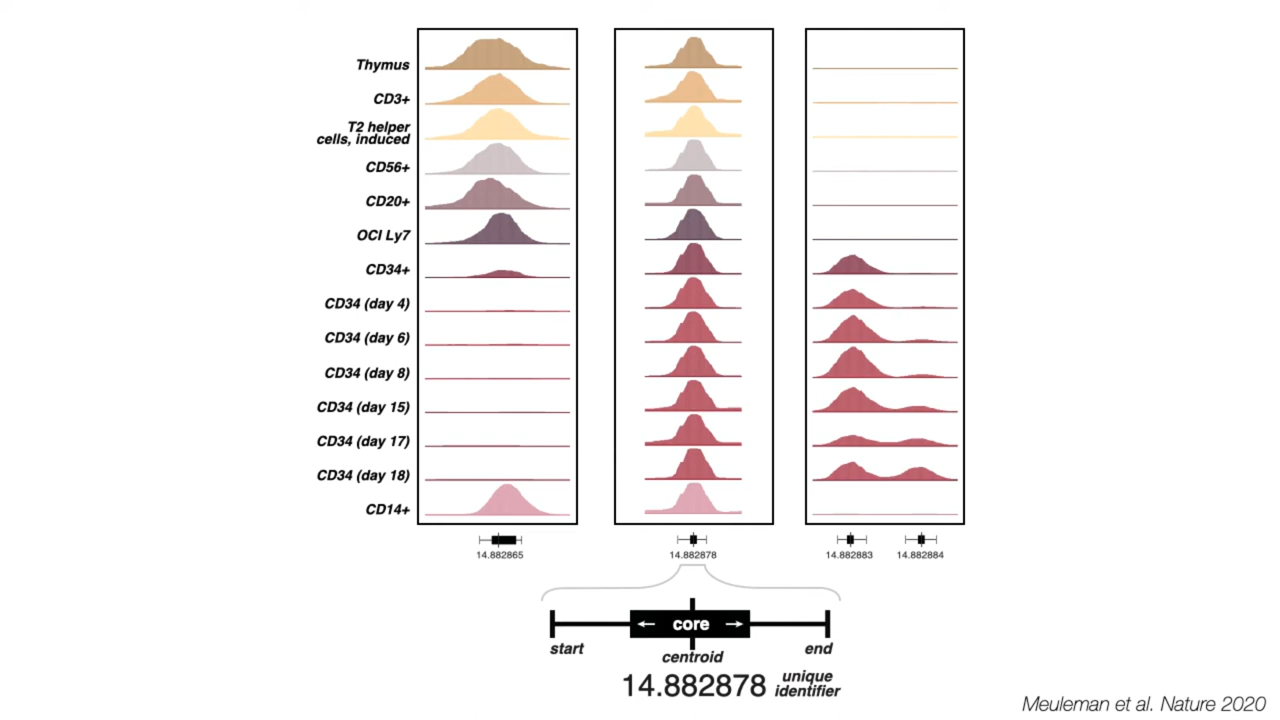 Thymus
CD3+
T2 helper
cells, induced
CD56+
CD20+
OCI Ly7
CD34+
CD34 (day 4)
CD34 (day 6)
CD34 (day 8)
CD34 (day 15)
CD34 (day 17)
CD34 (day 18)
CD14+
14.882865
14.882878
14.882883
14.882884
← core →
start
end
centroid
14.882878
unique
identifier
Meuleman et al. Nature 2020